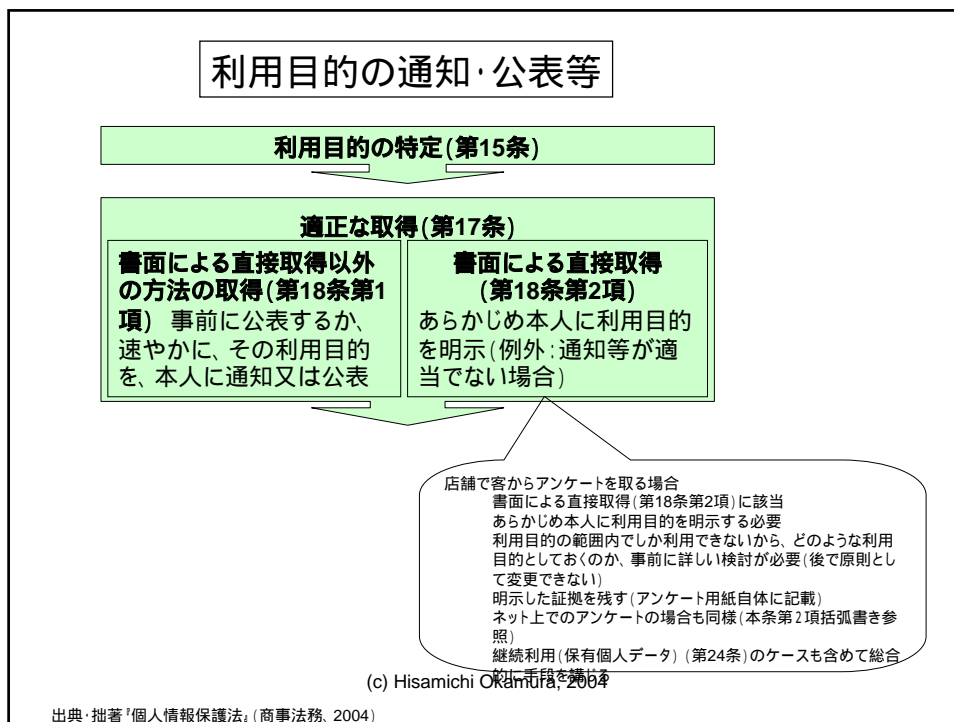 利用目的の通知・公表等
利用目的の特定(第15条)
適正な取得(第17条)
書面による直接取得以外
の方法の取得(第18条第1
項) 事前に公表するか、
速やかに、その利用目的
を、本人に通知又は公表
書面による直接取得
(第18条第2項)
あらかじめ本人に利用目的
を明示(例外:通知等が適
当でない場合)
店舗で客からアンケートを取る場合
書面による直接取得(第18条第2項)に該当
あらかじめ本人に利用目的を明示する必要
利用目的の範囲内でしか利用できないから、どのような利用
目的としておくのか、事前に詳しい検討が必要(後で原則とし
て変更できない)
明示した証拠を残す(アンケート用紙自体に記載)
ネット上でのアンケートの場合も同様(本条第2項括弧書き参
照)
継続利用(保有個人データ) (第24条)のケースも含めて総合
的に手段を講じる
(c) Hisamichi Okamura, 2004
出典・拙著『個人情報保護法』(商事法務、2004)